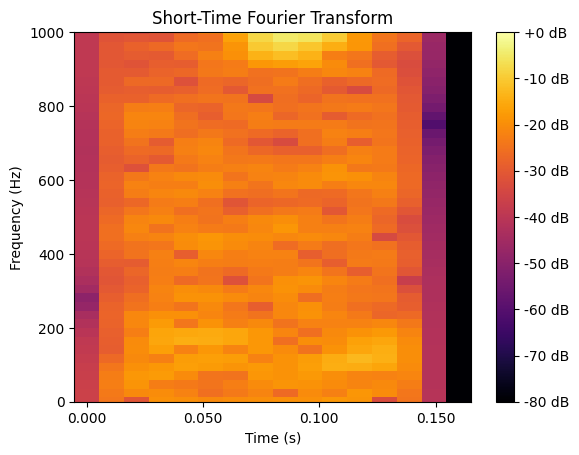 Short-Time Fourier Transform
Frequency (Hz)
1000
800
600
400
200
0
0.000
0.050
0.100
0.150
Time (s)
+0 dB
-10 dB
-20 dB
-30 dB
-40 dB
-50 dB
-60 dB
-70 dB
-80 dB